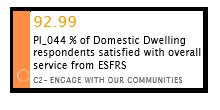 92.99
PI_044 % of Domestic Dwelling
respondents satisfied with overall
service from ESFRS
C2- ENGAGE WITH OUR COMMUNITIES